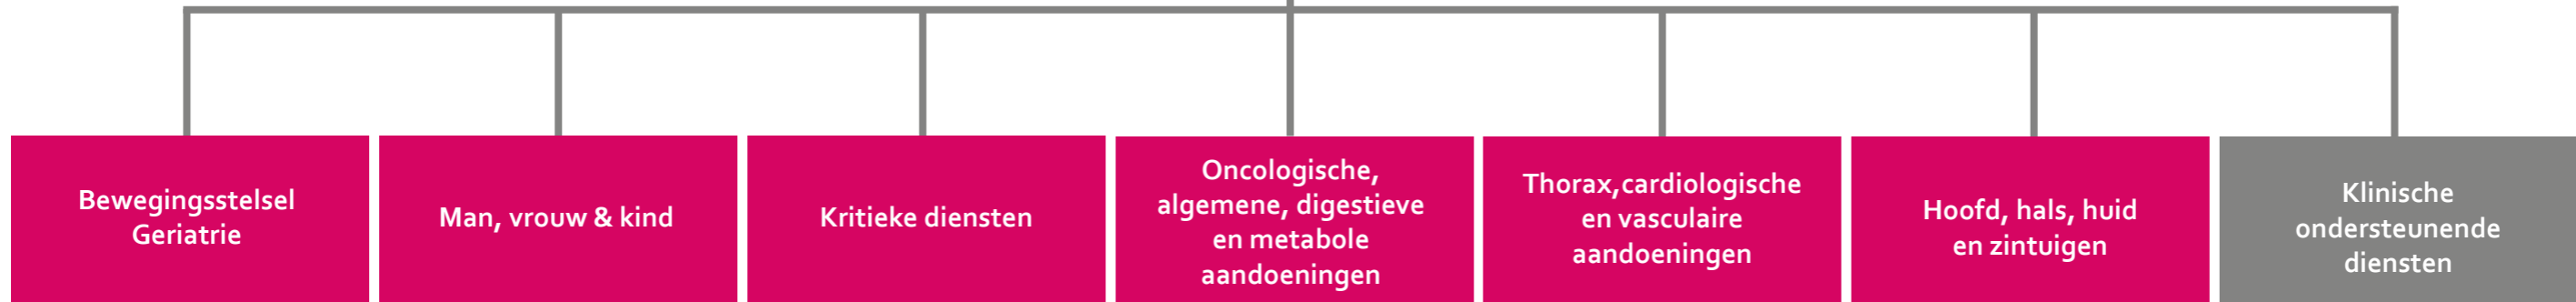 Bewegingsstelsel
Geriatrie
Man, vrouw & kind
Kritieke diensten
Oncologische,
algemene, digestieve
en metabole
aandoeningen
Thorax,cardiologische
en vasculaire
aandoeningen
Hoofd, hals, huid
en zintuigen
Klinische
ondersteunende
diensten